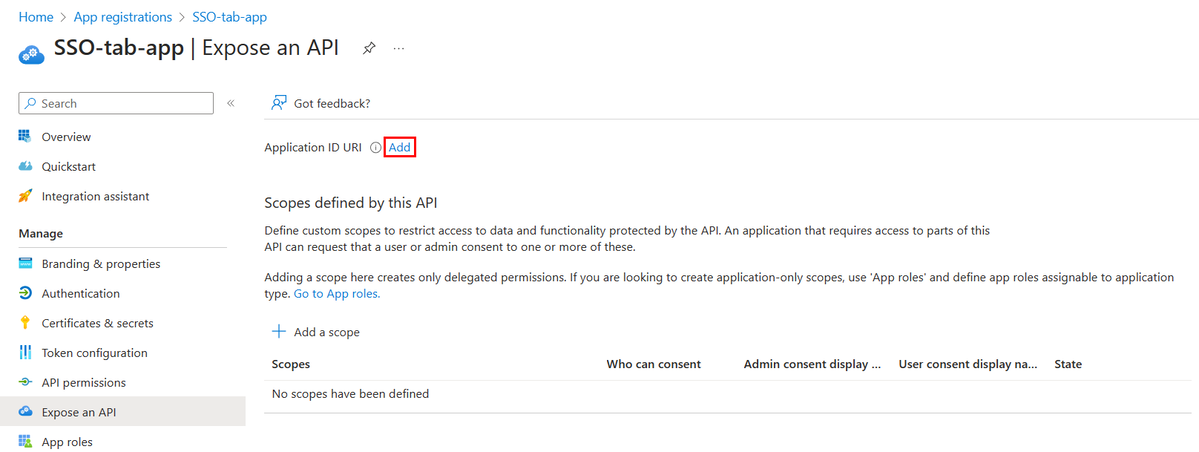 Home > App registrations > SSO-tab-app
SSO-tab-app | Expose an API ...
Search «
Overview
Quickstart
Integration assistant
Manage
Branding & properties
Authentication
Certificates & secrets
Token configuration
API permissions
Expose an API
App roles
Got feedback?
Application ID URI Add
Scopes defined by this API
Define custom scopes to restrict access to data and functionality protected by the API. An application that requires access to parts of this
API can request that a user or admin consent to one or more of these.
Adding a scope here creates only delegated permissions. If you are looking to create application-only scopes, use 'App roles' and define app roles assignable to application
type. Go to App roles.
Add a scope
Scopes Who can consent Admin consent display ... User consent display na... State
No scopes have been defined